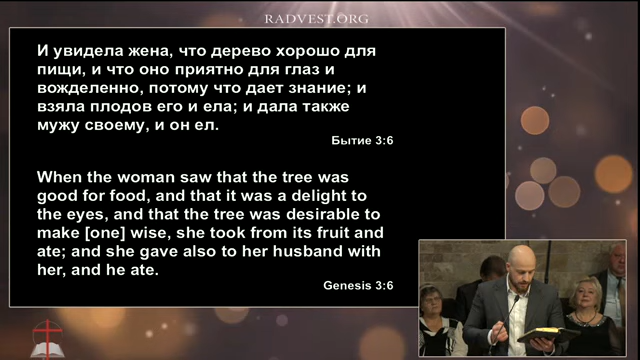 RADVEST.ORG
И увидела жена, что дерево хорошо для
пищи, и что оно приятно для глаз и
вожделенно, потому что дает знание; и
взяла плодов его и ела; и дала также
мужу своему, и он ел.
Бытие 3:6
When the woman saw that the tree was
good for food, and that it was a delight to
the eyes, and that the tree was desirable to
make [one] wise, she took from its fruit and
ate; and she gave also to her husband with
her, and he ate.
Genesis 3:6